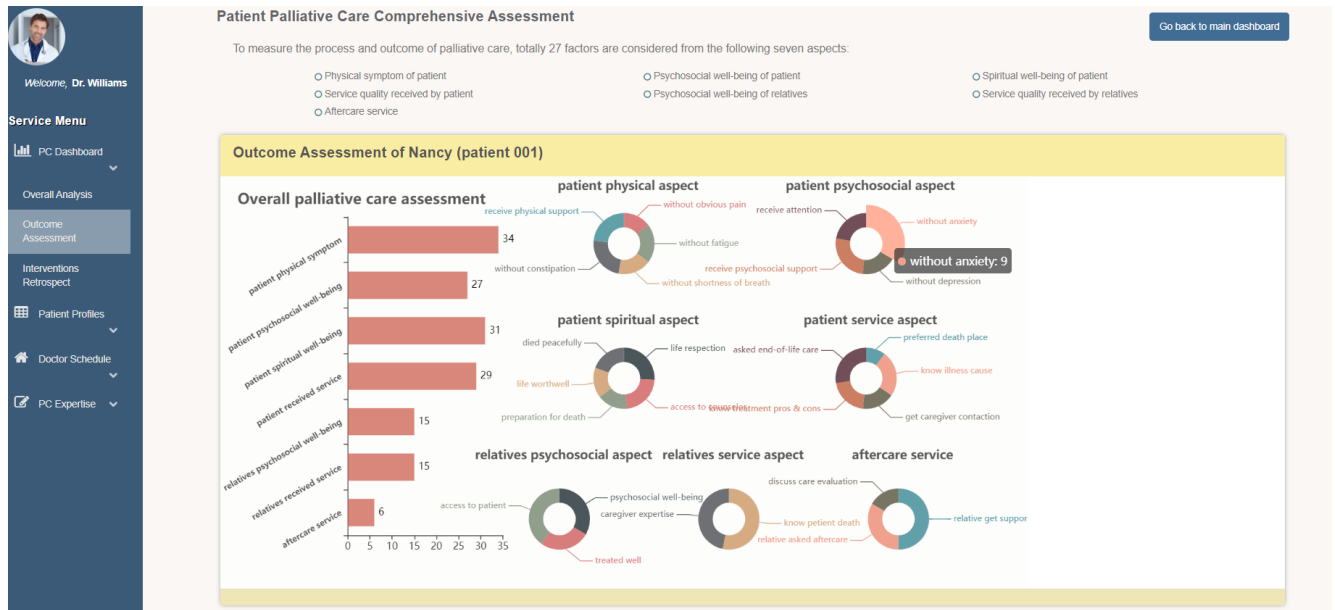 Patient Palliative Care Comprehensive Assessment
Go back to main dashboard
To measure the process and outcome of palliative care, totally 27 factors are considered from the following seven aspects:
Physical symptom of patient
Psychosocial well-being of patient
Spiritual well-being of patient
Service quality received by patient
Psychosocial well-being of relatives
Service quality received by relatives
Aftercare service
Welcome, Dr. Williams
Service Menu
PC Dashboard
Overall Analysis
Outcome
Assessment
Interventions
Retrospect
Patient Profiles
Doctor Schedule
PC Expertise
Outcome Assessment of Nancy (patient 001)
Overall palliative care assessment
patient physical symptom
34
patient psychosocial well-being
27
patient spiritual well-being
31
patient received service
29
relatives psychosocial well-being
15
relatives received service
15
aftercare service
6
0 5 10 15 20 25 30 35
patient physical aspect
receive physical support
without obvious pain
without fatigue
without constipation
without shortness of breath
patient psychosocial aspect
receive attention
without anxiety
without anxiety: 9
receive psychosocial support
without depression
patient spiritual aspect
died peacefully
life respection
life worthwell
access to counselor
preparation for death
patient service aspect
preferred death place
asked end-of-life care
know illness cause
know treatment pros & cons
get caregiver contaction
relatives psychosocial aspect
access to patient
psychosocial well-being
treated well
relatives service aspect
caregiver expertise
know petient death
aftercare service
discuss care evaluation
relative get suppor
relative asked aftercare